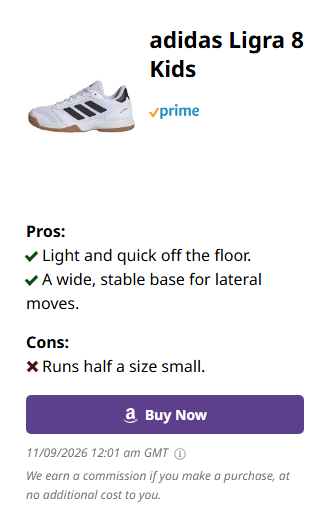 adidas Ligra 8
Kids
prime
Pros:
Light and quick off the floor.
A wide, stable base for lateral
moves.
Cons:
Runs half a size small.
Buy Now
11/09/2026 12:01 am GMT
We earn a commission if you make a purchase, at
no additional cost to you.